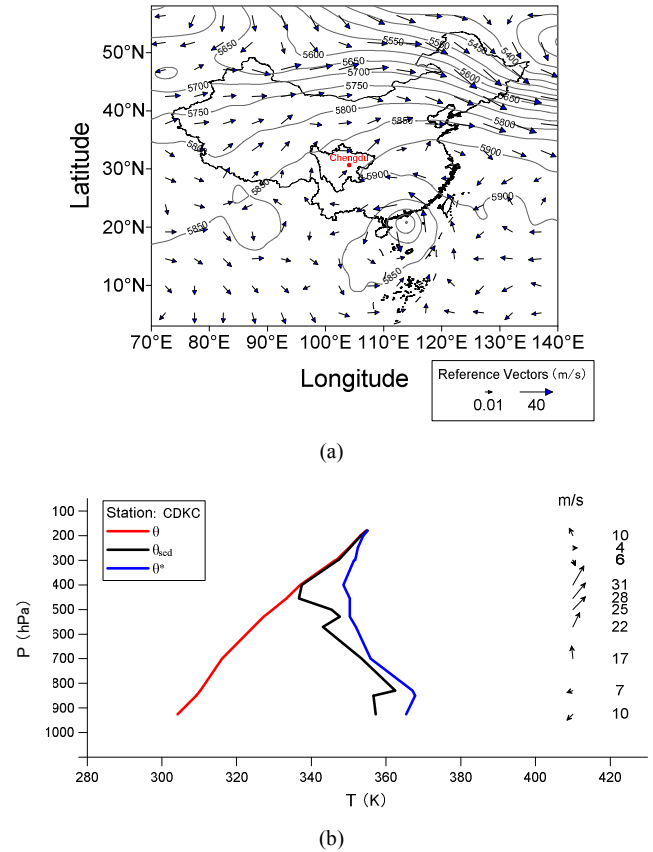 (a)
50°N
40°N
30°N
20°N
10°N
Latitude
5650
5600
5650
5700
5750
5550
5500
5450
5400
5600
5650
5700
5750
5800
5800
5850
5850
5900
Chengdu
5900
5900
5900
5850
5850
70°E
80°E
90°E
100°E
110°E
120°E
130°E
140°E
Longitude
Reference Vectors (m/s)
0.01 40
(a)
Station: CDKC
θ
θsed
θ*
m/s
100
200
300
400
500
600
700
800
900
1000
P (hPa)
10
4
6
31
28
25
22
17
7
10
280 300 320 340 360 380 400 420
T (K)
(b)